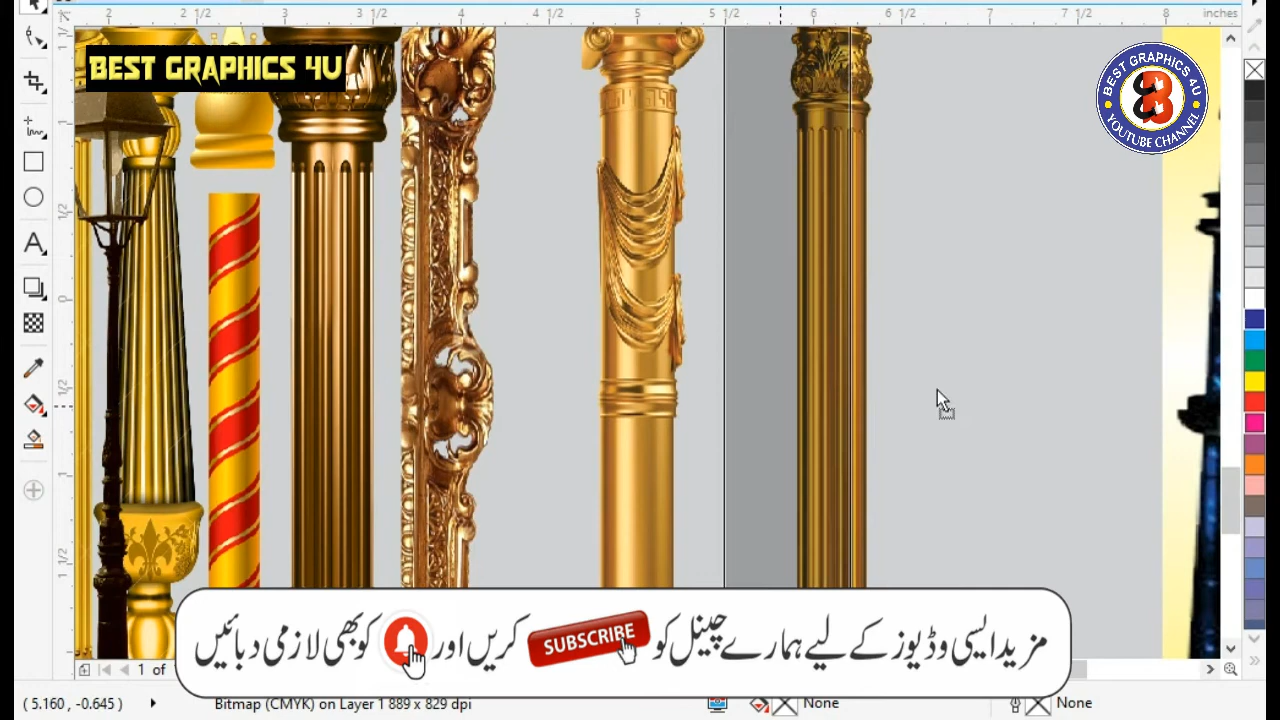 2 2 1/2 3 3 1/2 4 4 1/2 5 5 1/2 6 6 1/2 7 7 1/2 8 inches
BEST GRAPHICS 4U
BEST GRAPHICS 4U
YOUTUBE CHANNEL
مزید ایسی وڈیوز کے لیے ہمارے چینل کو SUBSCRIBE کریں اور کو بھی لازمی دبائیں
1 of
(5.160, -0.645) Bitmap (CMYK) on Layer 1 889 x 829 dpi None None